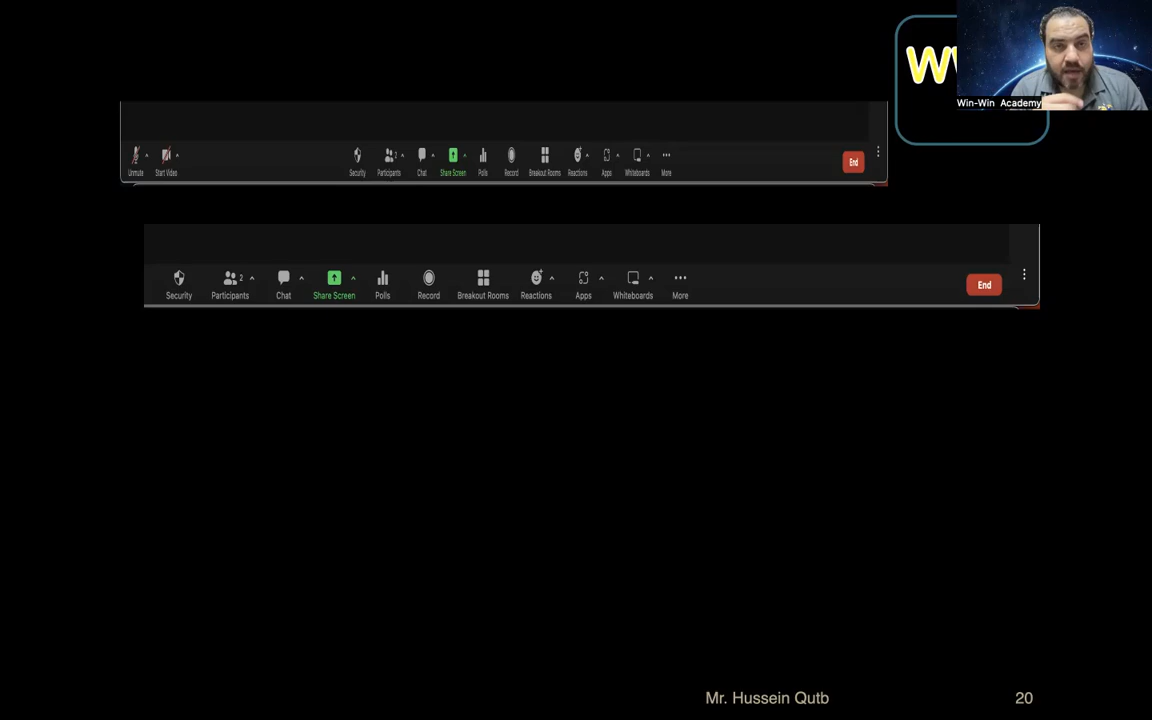 Win-Win Academy
Unmute Start Video Security Participants 2 Chat Share Screen Polls Record Breakout Rooms Reactions Apps Whiteboards More End
Security Participants 2 Chat Share Screen Polls Record Breakout Rooms Reactions Apps Whiteboards More End
Mr. Hussein Qutb 20